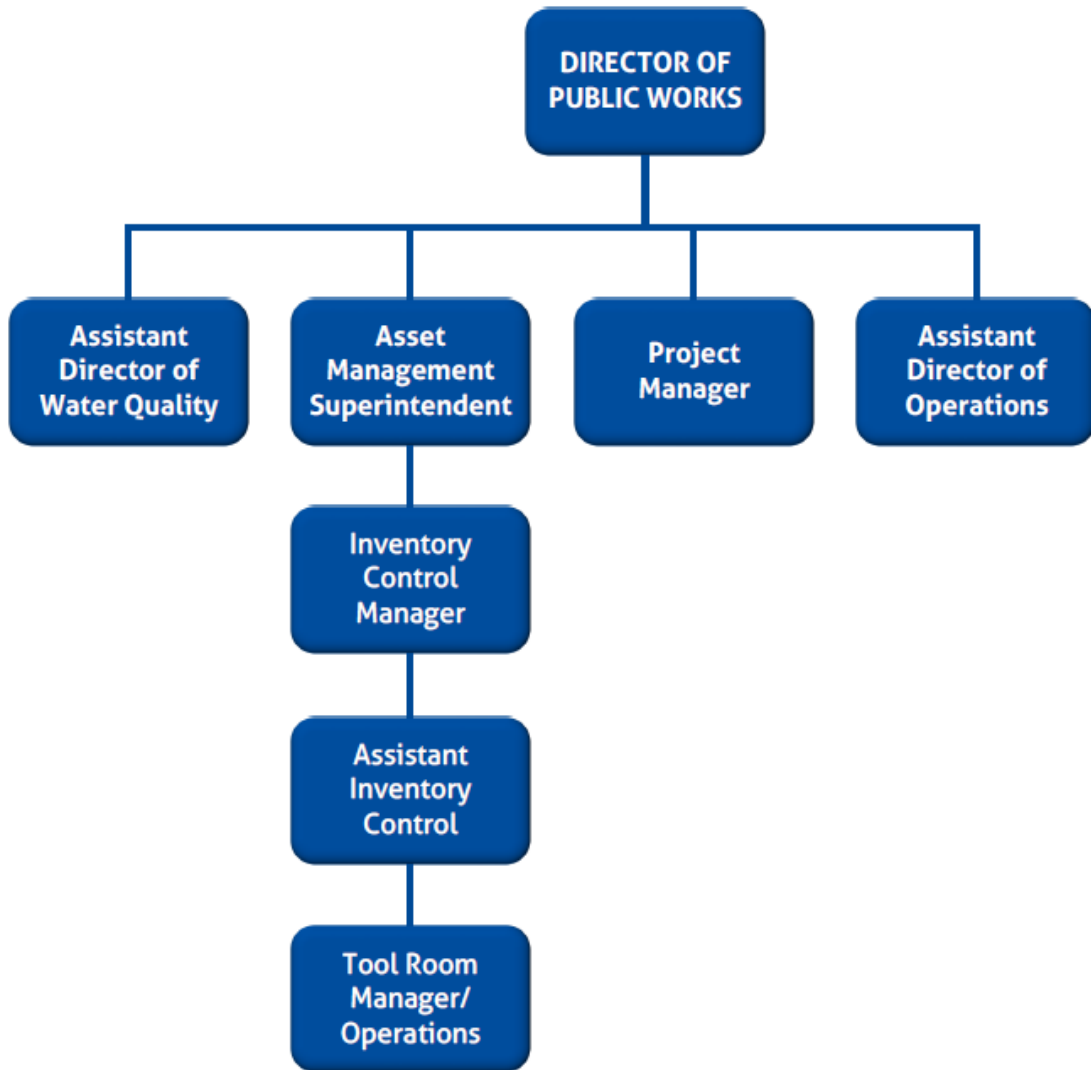 DIRECTOR OF
PUBLIC WORKS
Assistant
Director of
Water Quality
Asset
Management
Superintendent
Project
Manager
Assistant
Director of
Operations
Inventory
Control
Manager
Assistant
Inventory
Control
Tool Room
Manager/
Operations